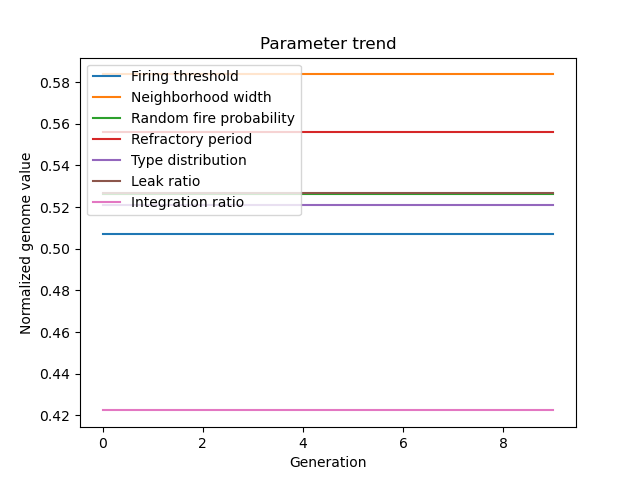 Parameter trend
Firing threshold
Neighborhood width
Random fire probability
Refractory period
Type distribution
Leak ratio
Integration ratio
Normalized genome value
0.58
0.56
0.54
0.52
0.50
0.48
0.46
0.44
0.42
0 2 4 6 8
Generation